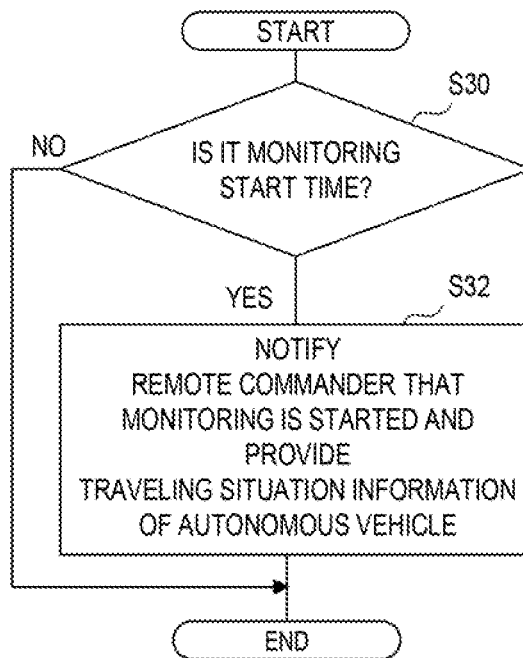 START
S30
NO
IS IT MONITORING
START TIME?
YES
S32
NOTIFY
REMOTE COMMANDER THAT
MONITORING IS STARTED AND
PROVIDE
TRAVELING SITUATION INFORMATION
OF AUTONOMOUS VEHICLE
END